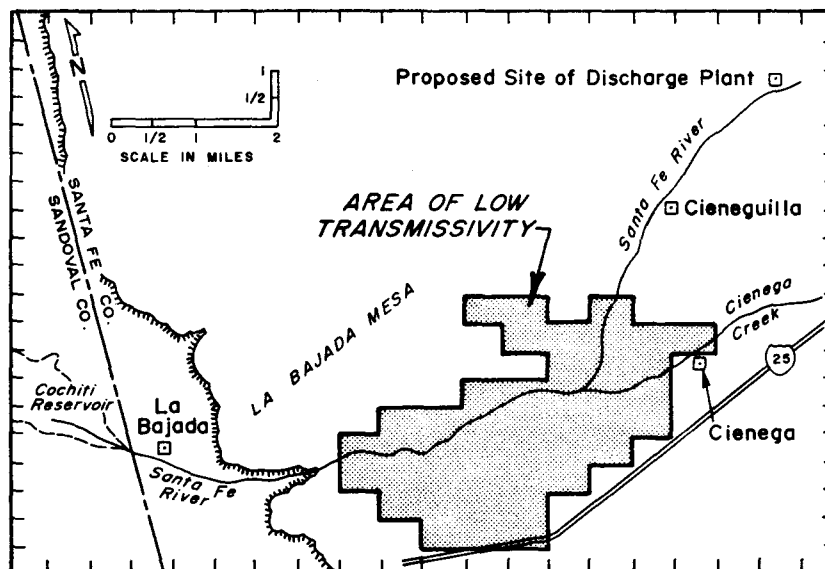 N
1
1/2
0 1/2 1 2
SCALE IN MILES
Proposed Site of Discharge Plant
Santa Fe River
Cieneguilla
AREA OF LOW
TRANSMISSIVITY
SANTA FE CO.
SANDOVAL CO.
LA BAJADA MESA
Cienega
Creek
25
Cochiti
Reservoir
La
Bajada
Cienega
Santa Fe
River